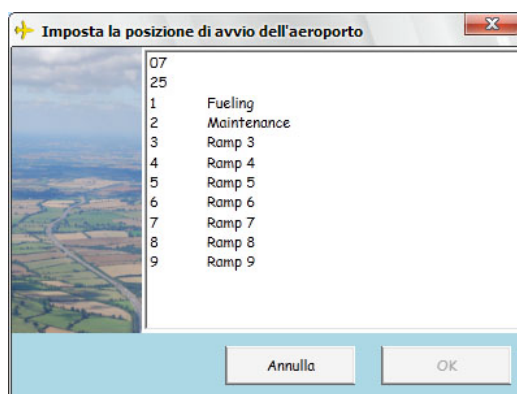 Imposta la posizione di avvio dell'aeroporto
07
25
1 Fueling
2 Maintenance
3 Ramp 3
4 Ramp 4
5 Ramp 5
6 Ramp 6
7 Ramp 7
8 Ramp 8
9 Ramp 9
Annulla OK